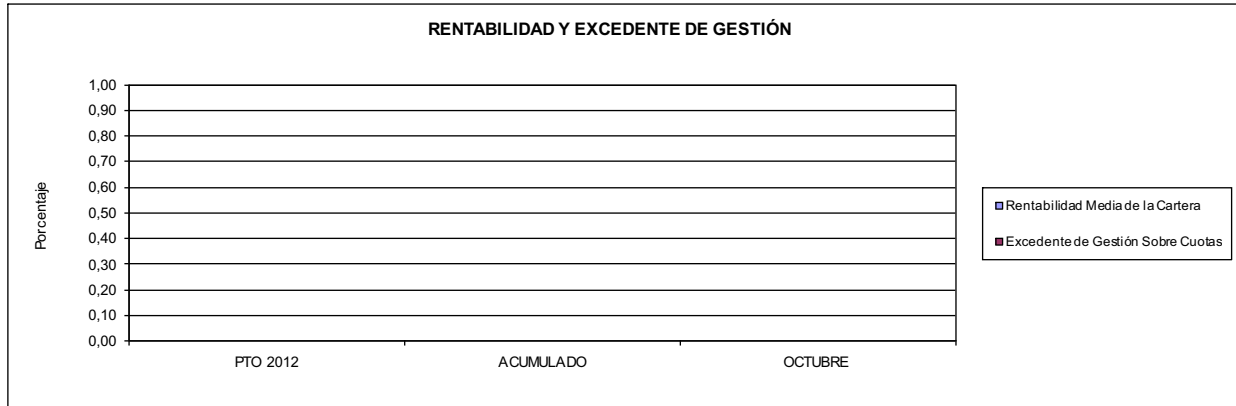 RENTABILIDAD Y EXCEDENTE DE GESTIÓN
Porcentaje
1,00
0,90
0,80
0,70
0,60
0,50
0,40
0,30
0,20
0,10
0,00
PTO 2012 ACUMULADO OCTUBRE
Rentabilidad Media de la Cartera
Excedente de Gestión Sobre Cuotas